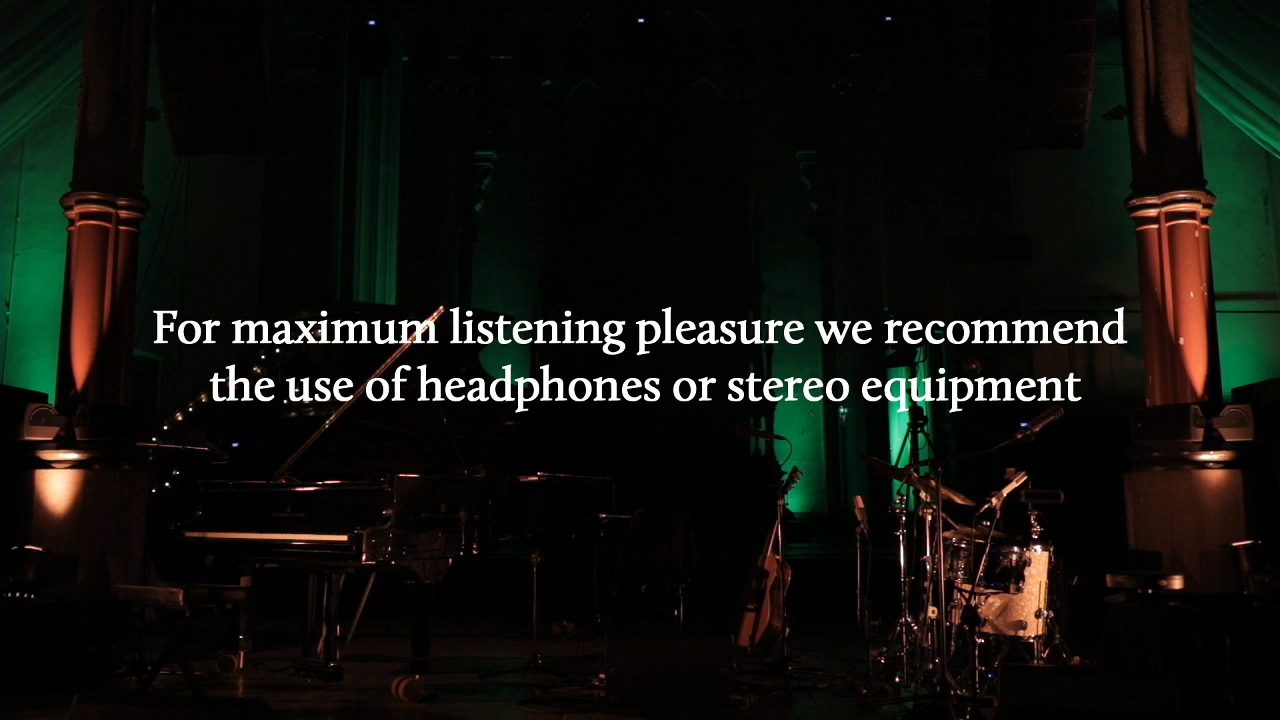 For maximum listening pleasure we recommend
the use of headphones or stereo equipment